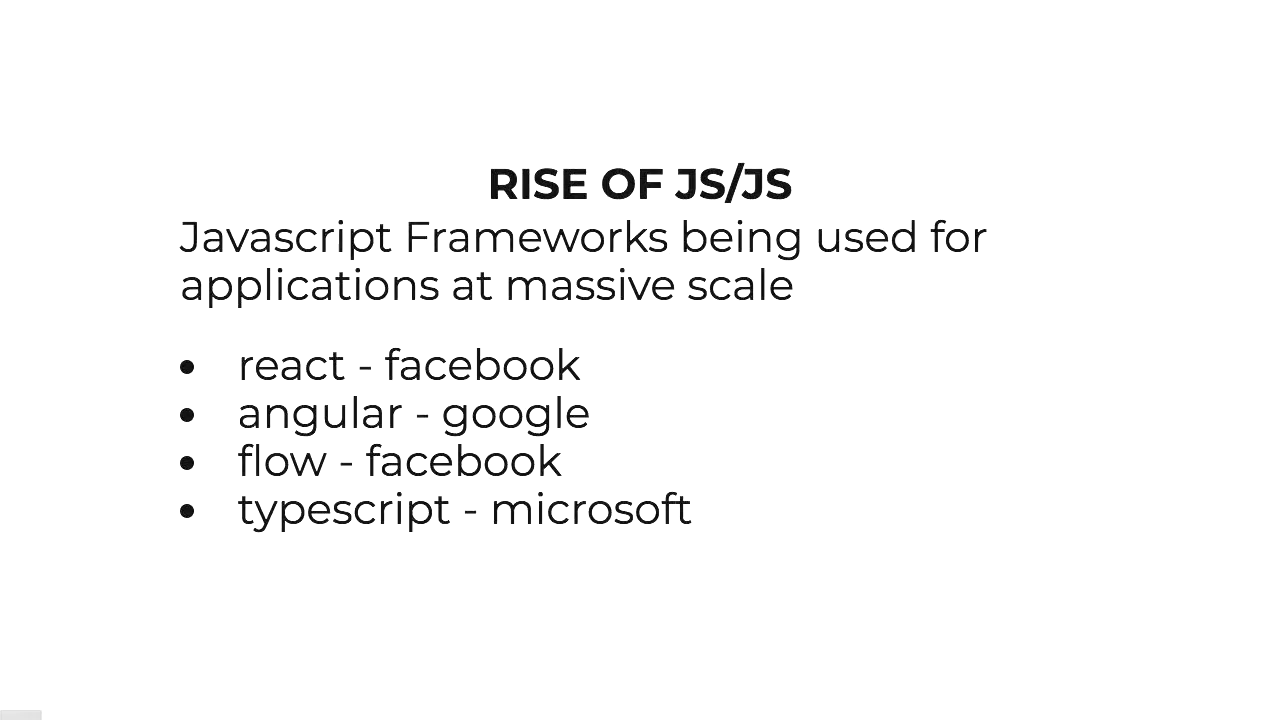 RISE OF JS/JS
Javascript Frameworks being used for
applications at massive scale
• react - facebook
• angular - google
• flow - facebook
• typescript - microsoft